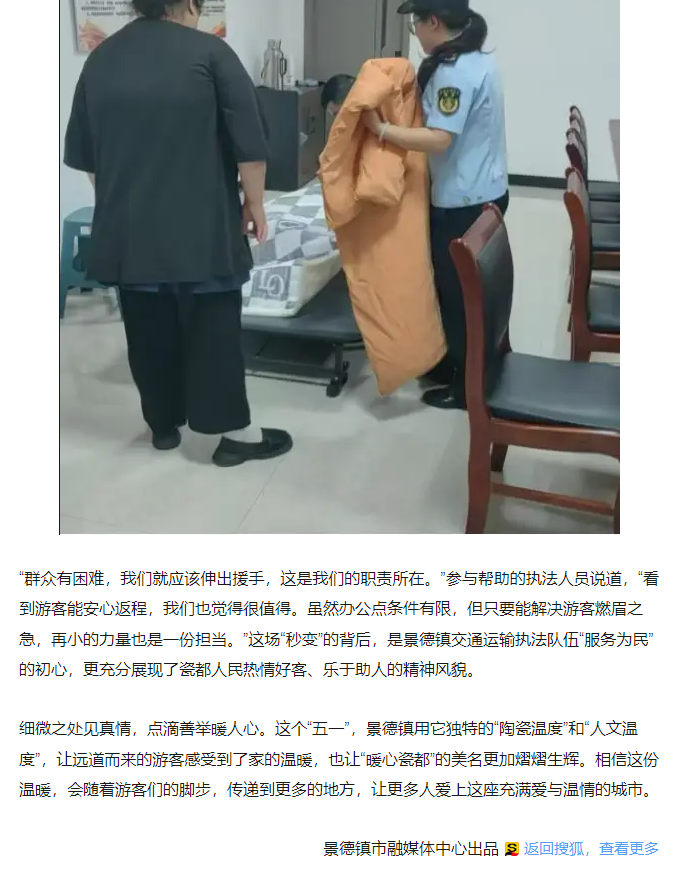 “群众有困难，我们就应该伸出援手，这是我们的职责所在。”参与帮助的执法人员说道，“看
到游客能安心返程，我们也觉得很值得。虽然办公点条件有限，但只要能解决游客燃眉之
急，再小的力量也是一份担当。”这场“秒变”的背后，是景德镇交通运输执法队伍“服务为民”
的初心，更充分展现了瓷都人民热情好客、乐于助人的精神风貌。
细微之处见真情，点滴善举暖人心。这个“五一”，景德镇用它独特的“陶瓷温度”和“人文温
度”，让远道而来的游客感受到了家的温暖，也让“暖心瓷都”的美名更加熠熠生辉。相信这份
温暖，会随着游客们的脚步，传递到更多的地方，让更多人爱上这座充满爱与温情的城市。
景德镇市融媒体中心出品 返回搜狐，查看更多